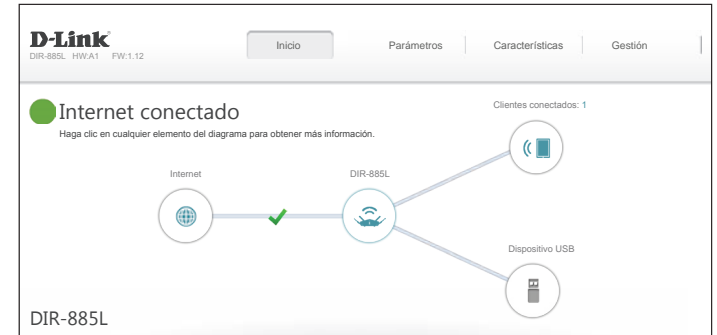 D-Link
DIR-885L HW:A1 FW:1.12
Inicio Parámetros Características Gestión
Internet conectado
Haga clic en cualquier elemento del diagrama para obtener más información.
Clientes conectados: 1
Internet
DIR-885L
Dispositivo USB
DIR-885L